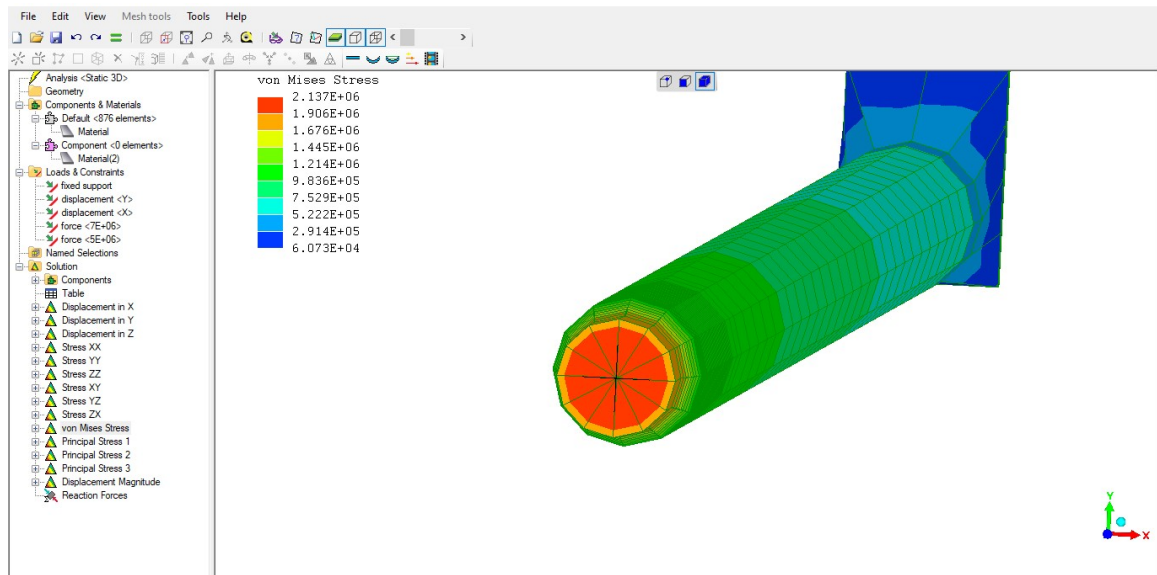 File Edit View Mesh tools Tools Help
Analysis <Static 3D>
Geometry
Components & Materials
Default <876 elements>
Material
Component <0 elements>
Material(2)
Loads & Constraints
fixed support
displacement <Y>
displacement <X>
force <7E+06>
force <5E+06>
Named Selections
Solution
Components
Table
Displacement in X
Displacement in Y
Displacement in Z
Stress XX
Stress YY
Stress ZZ
Stress XY
Stress YZ
Stress ZX
von Mises Stress
Principal Stress 1
Principal Stress 2
Principal Stress 3
Displacement Magnitude
Reaction Forces
von Mises Stress
2.137E+06
1.906E+06
1.676E+06
1.445E+06
1.214E+06
9.836E+05
7.529E+05
5.222E+05
2.914E+05
6.073E+04
Y
X